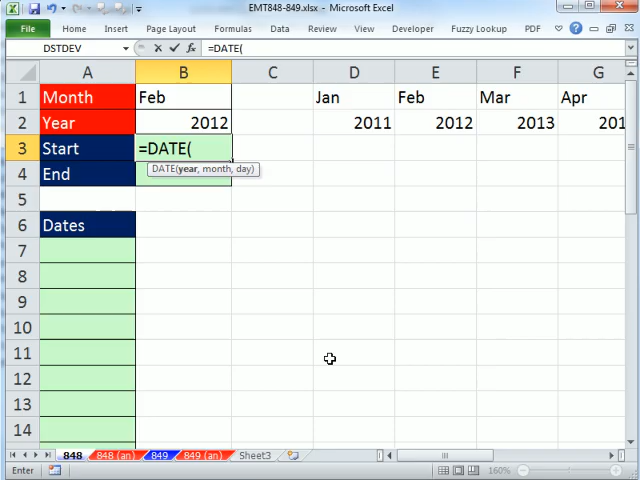 EMT848-849.xlsx - Microsoft Excel
File Home Insert Page Layout Formulas Data Review View Developer Fuzzy Lookup PDF
DSTDEV =DATE(
A B C D E F G
1 Month Feb Jan Feb Mar Apr
2 Year 2012 2011 2012 2013 201
3 Start =DATE(
DATE(year, month, day)
4 End
5
6 Dates
7
8
9
10
11
12
13
14
848 848 (an) 849 849 (an) Sheet3
Enter 160%